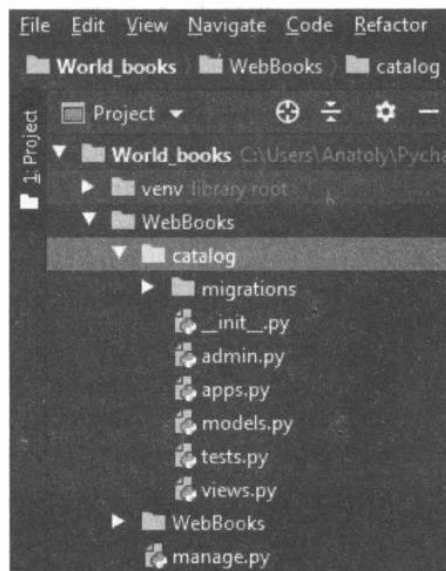 File Edit View Navigate Code Refactor
World_books WebBooks catalog
Project
1: Project
World_books C:\Users\Anatoly\Pycha
venv library root
WebBooks
catalog
migrations
__init__.py
admin.py
apps.py
models.py
tests.py
views.py
WebBooks
manage.py